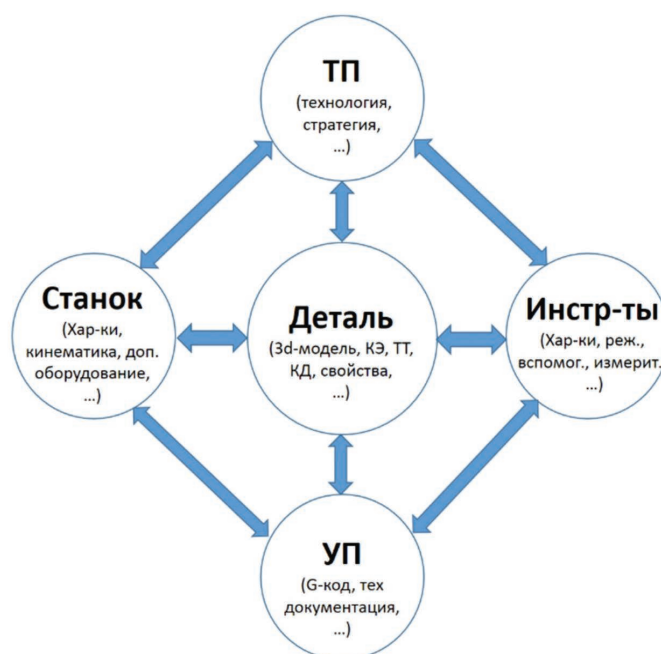 ТП
(технология,
стратегия,
...)
Станок
(Хар-ки,
кинематика, доп.
оборудование,
...)
Деталь
(3d-модель, КЭ, ТТ,
КД, свойства,
...)
Инстр-ты
(Хар-ки, реж.,
вспомог., измерит.
...)
УП
(G-код, тех
документация,
...)